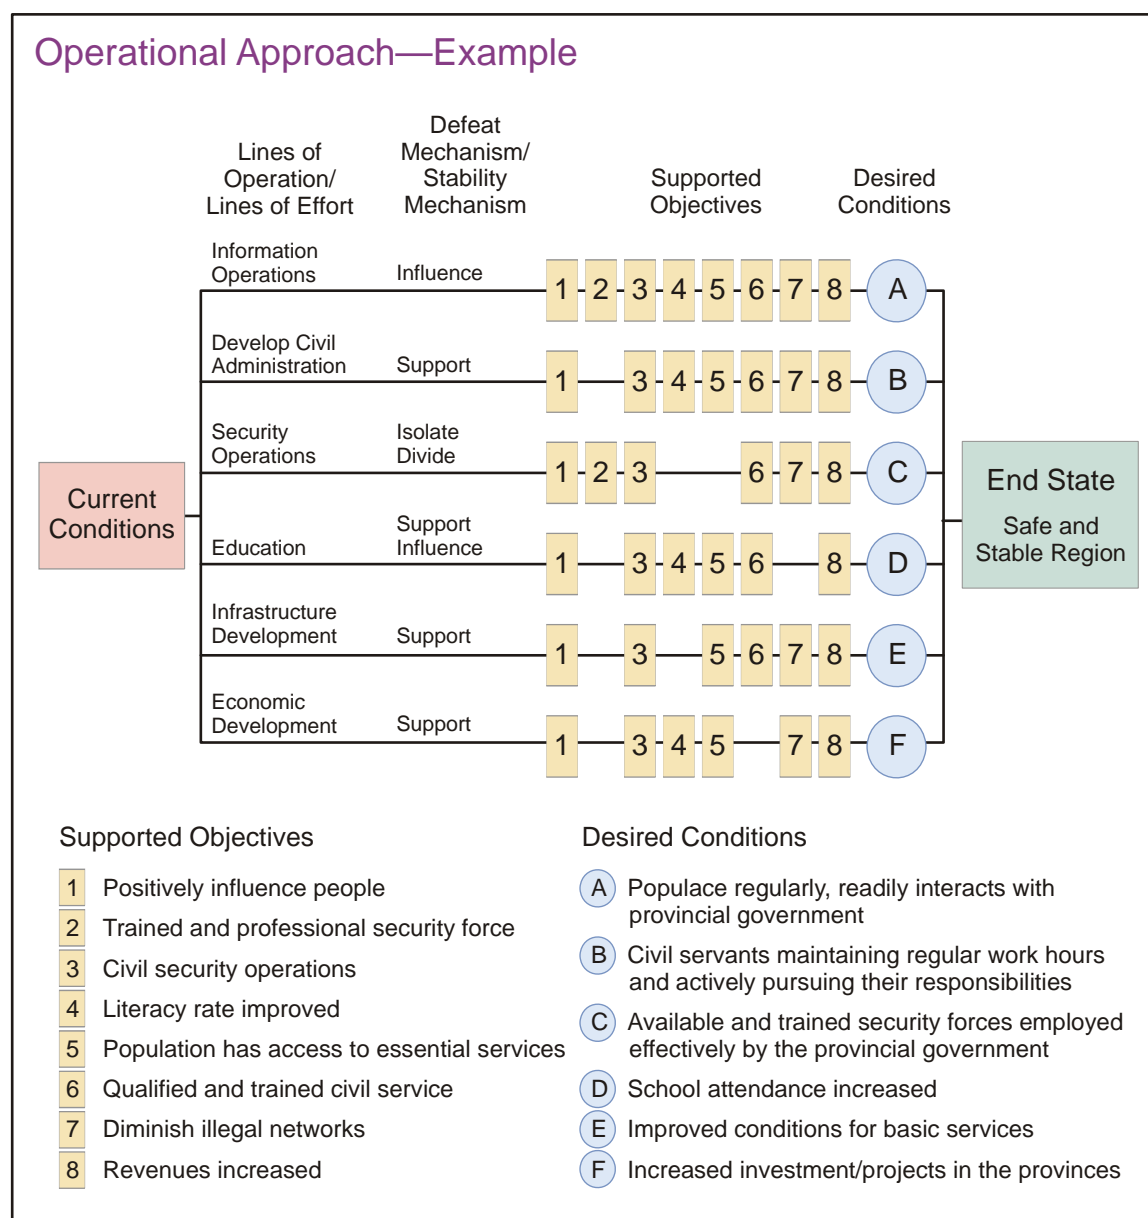 Operational Approach—Example
Lines of
Operation/
Lines of Effort
Defeat
Mechanism/
Stability
Mechanism
Supported
Objectives
Desired
Conditions
Information
Operations
Influence
1 2 3 4 5 6 7 8 A
Develop Civil
Administration
Support
1 3 4 5 6 7 8 B
Security
Operations
Isolate
Divide
1 2 3 6 7 8 C
Current
Conditions
Education
Support
Influence
1 3 4 5 6 8 D
Infrastructure
Development
Support
1 3 5 6 7 8 E
Economic
Development
Support
1 3 4 5 7 8 F
End State
Safe and
Stable Region
Supported Objectives
1 Positively influence people
2 Trained and professional security force
3 Civil security operations
4 Literacy rate improved
5 Population has access to essential services
6 Qualified and trained civil service
7 Diminish illegal networks
8 Revenues increased
Desired Conditions
A Populace regularly, readily interacts with
provincial government
B Civil servants maintaining regular work hours
and actively pursuing their responsibilities
C Available and trained security forces employed
effectively by the provincial government
D School attendance increased
E Improved conditions for basic services
F Increased investment/projects in the provinces